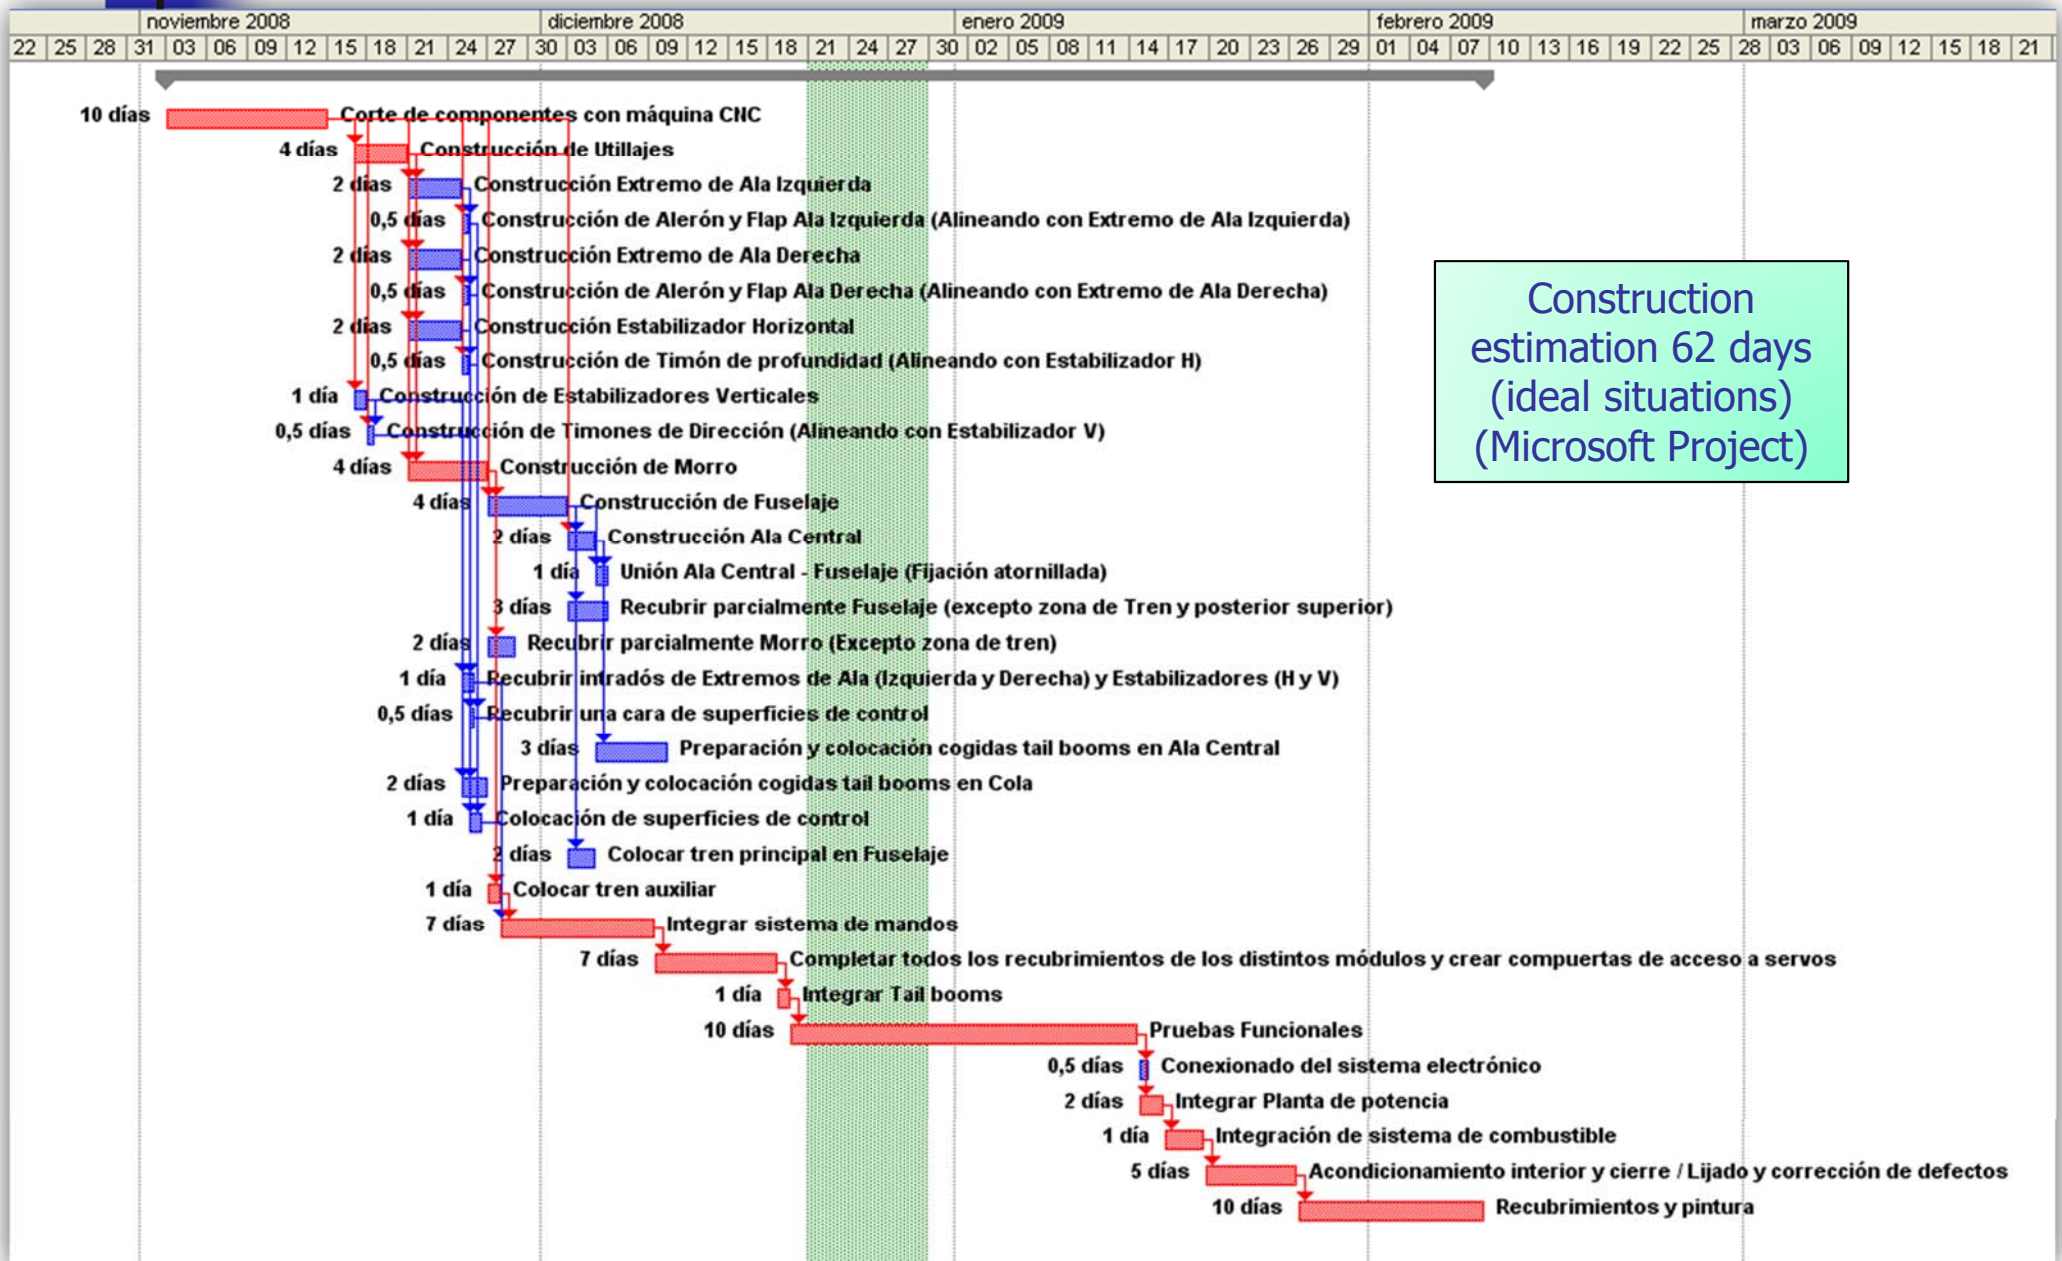 noviembre 2008 diciembre 2008 enero 2009 febrero 2009 marzo 2009
22 25 28 31 03 06 09 12 15 18 21 24 27 30 03 06 09 12 15 18 21 24 27 30 02 05 08 11 14 17 20 23 26 29 01 04 07 10 13 16 19 22 25 28 03 06 09 12 15 18 21
10 días Corte de componentes con máquina CNC
4 días Construcción de Utillajes
2 días Construcción Extremo de Ala Izquierda
0,5 días Construcción de Alerón y Flap Ala Izquierda (Alineando con Extremo de Ala Izquierda)
2 días Construcción Extremo de Ala Derecha
0,5 días Construcción de Alerón y Flap Ala Derecha (Alineando con Extremo de Ala Derecha)
2 días Construcción Estabilizador Horizontal
0,5 días Construcción de Timón de profundidad (Alineando con Estabilizador H)
1 día Construcción de Estabilizadores Verticales
0,5 días Construcción de Timones de Dirección (Alineando con Estabilizador V)
4 días Construcción de Morro
4 días Construcción de Fuselaje
2 días Construcción Ala Central
1 día Unión Ala Central - Fuselaje (Fijación atornillada)
3 días Recubrir parcialmente Fuselaje (excepto zona de Tren y posterior superior)
2 días Recubrir parcialmente Morro (Excepto zona de tren)
1 día Recubrir intradós de Extremos de Ala (Izquierda y Derecha) y Estabilizadores (H y V)
0,5 días Recubrir una cara de superficies de control
3 días Preparación y colocación cogidas tail booms en Ala Central
2 días Preparación y colocación cogidas tail booms en Cola
1 día Colocación de superficies de control
2 días Colocar tren principal en Fuselaje
1 día Colocar tren auxiliar
7 días Integrar sistema de mandos
7 días Completar todos los recubrimientos de los distintos módulos y crear compuertas de acceso a servos
1 día Integrar Tail booms
10 días Pruebas Funcionales
0,5 días Conexionado del sistema electrónico
2 días Integrar Planta de potencia
1 día Integración de sistema de combustible
5 días Acondicionamiento interior y cierre / Lijado y corrección de defectos
10 días Recubrimientos y pintura
Construction
estimation 62 days
(ideal situations)
(Microsoft Project)